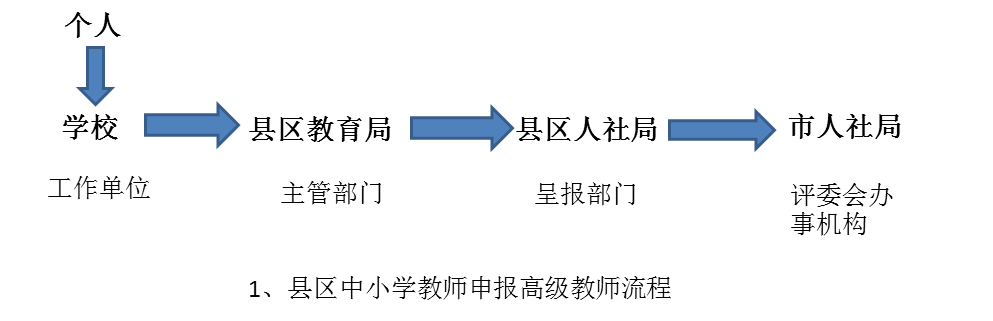 个人
学校
县区教育局
县区人社局
市人社局
工作单位
主管部门
呈报部门
评委会办
事机构
1、县区中小学教师申报高级教师流程